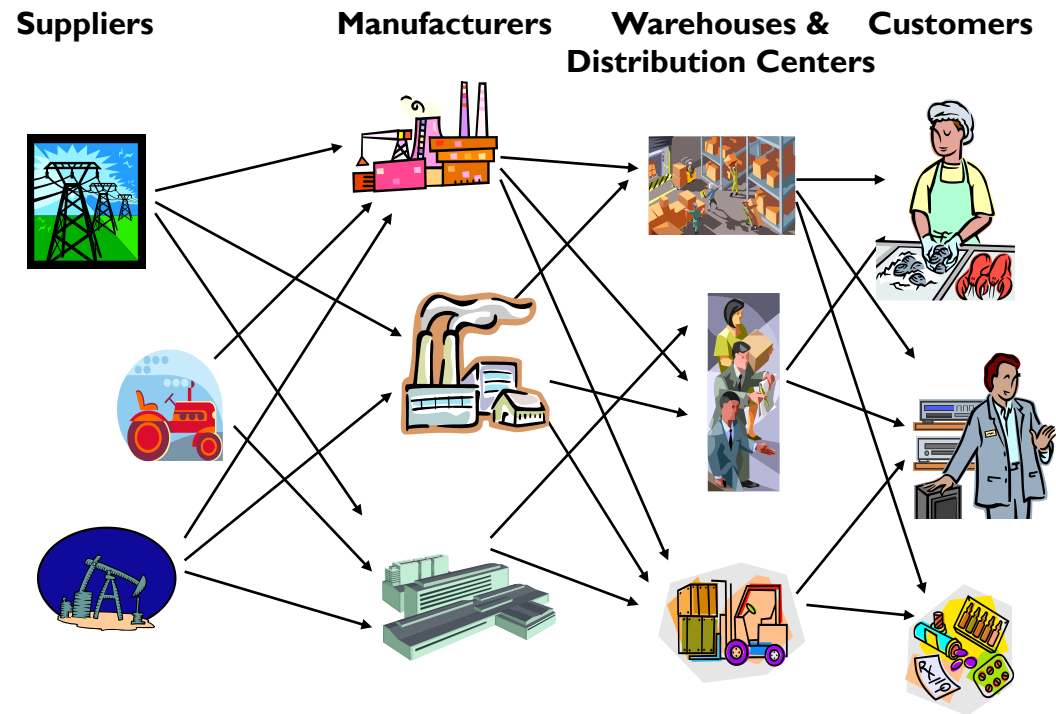 Suppliers
Manufacturers
Warehouses &
Distribution Centers
Customers